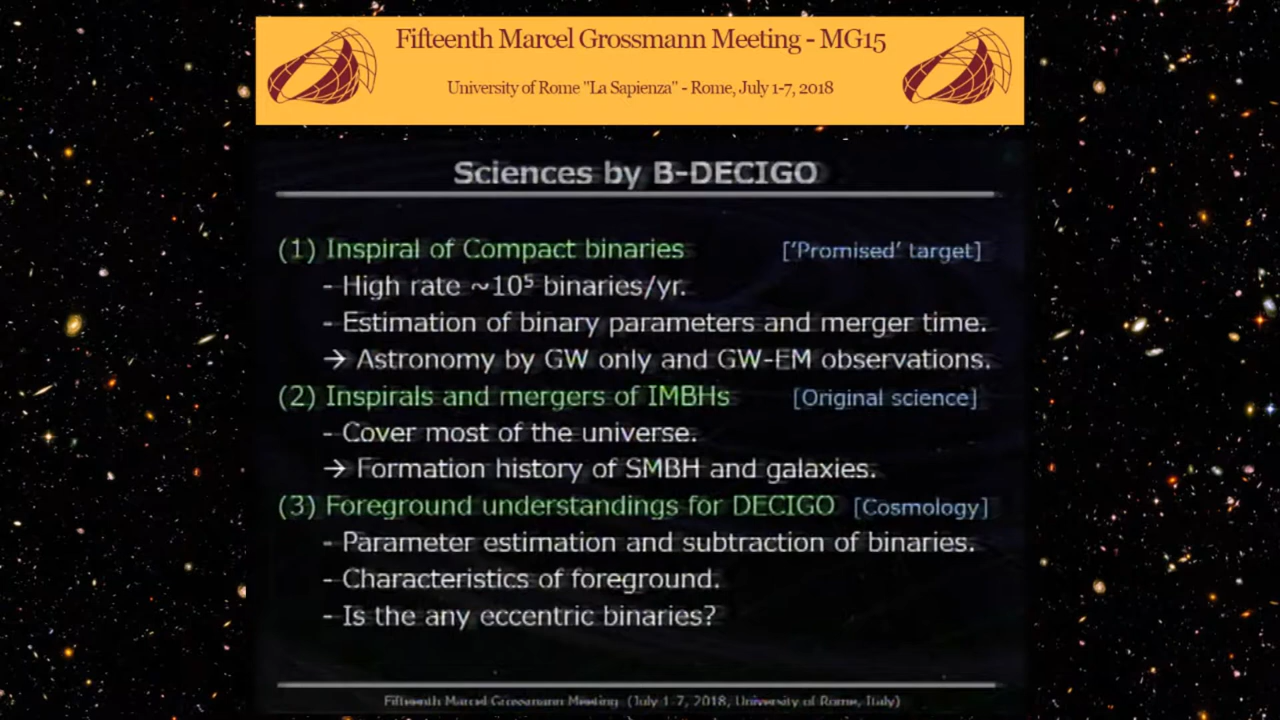 Fifteenth Marcel Grossmann Meeting - MG15
University of Rome "La Sapienza" - Rome, July 1-7, 2018
Sciences by B-DECIGO
(1) Inspiral of Compact binaries ['Promised' target]
- High rate ~10⁵ binaries/yr.
- Estimation of binary parameters and merger time.
→ Astronomy by GW only and GW-EM observations.
(2) Inspirals and mergers of IMBHs [Original science]
- Cover most of the universe.
→ Formation history of SMBH and galaxies.
(3) Foreground understandings for DECIGO [Cosmology]
- Parameter estimation and subtraction of binaries.
- Characteristics of foreground.
- Is the any eccentric binaries?
Fifteenth Marcel Grossmann Meeting (July 1-7, 2018, University of Rome, Italy)